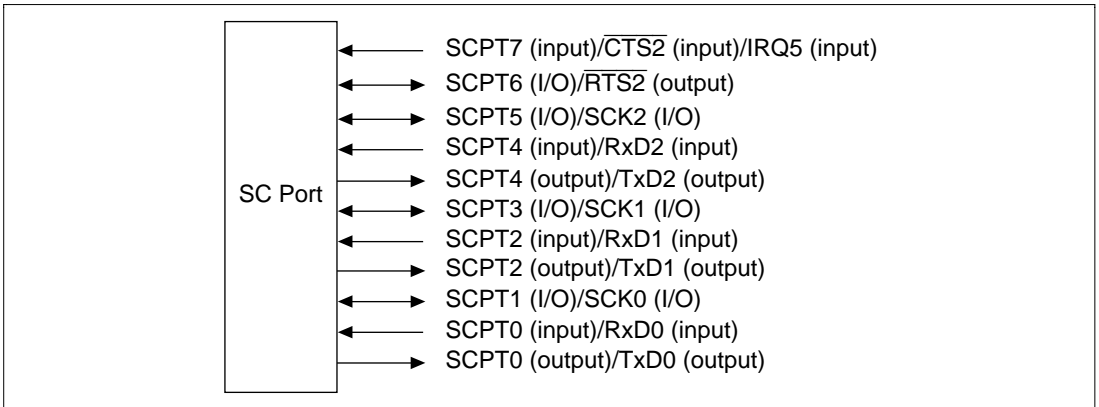 SC Port
SCPT7 (input)/C̅T̅S̅2̅ (input)/IRQ5 (input)
SCPT6 (I/O)/R̅T̅S̅2̅ (output)
SCPT5 (I/O)/SCK2 (I/O)
SCPT4 (input)/RxD2 (input)
SCPT4 (output)/TxD2 (output)
SCPT3 (I/O)/SCK1 (I/O)
SCPT2 (input)/RxD1 (input)
SCPT2 (output)/TxD1 (output)
SCPT1 (I/O)/SCK0 (I/O)
SCPT0 (input)/RxD0 (input)
SCPT0 (output)/TxD0 (output)